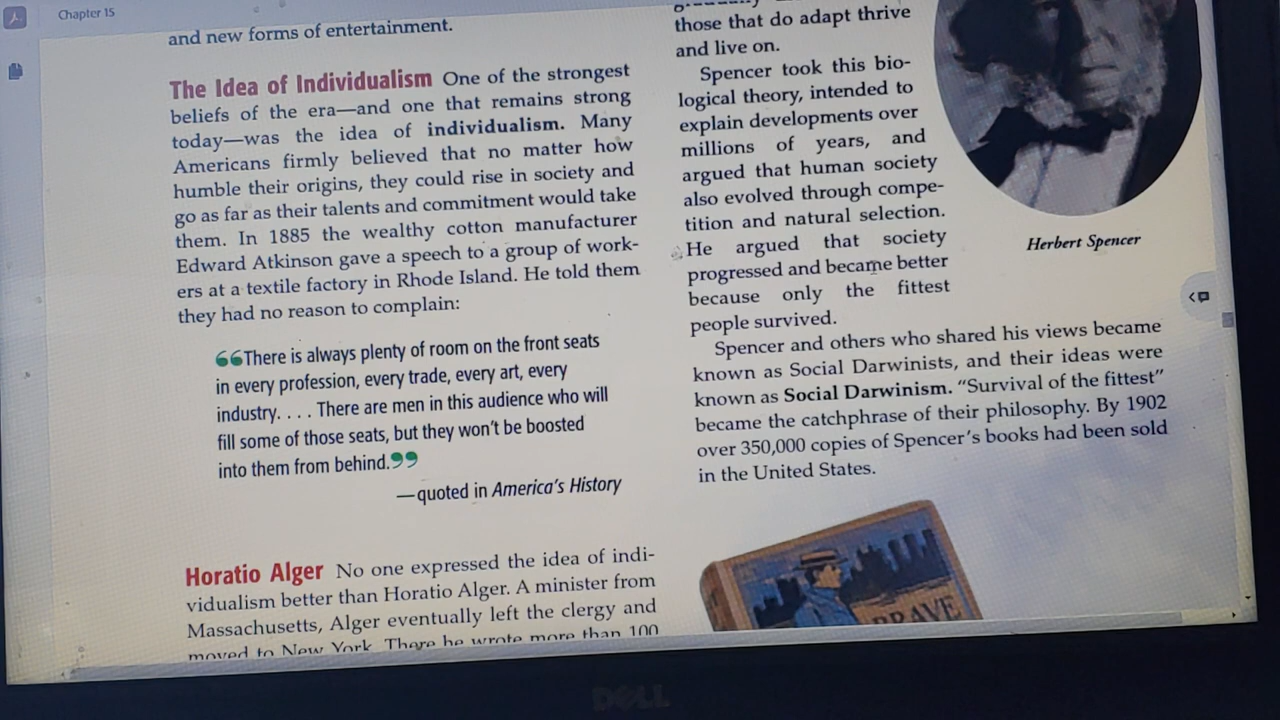 Chapter 15
and new forms of entertainment.
The Idea of Individualism One of the strongest
beliefs of the era—and one that remains strong
today—was the idea of individualism. Many
Americans firmly believed that no matter how
humble their origins, they could rise in society and
go as far as their talents and commitment would take
them. In 1885 the wealthy cotton manufacturer
Edward Atkinson gave a speech to a group of work-
ers at a textile factory in Rhode Island. He told them
they had no reason to complain:
“There is always plenty of room on the front seats
in every profession, every trade, every art, every
industry. . . . There are men in this audience who will
fill some of those seats, but they won’t be boosted
into them from behind.”
—quoted in America’s History
Horatio Alger No one expressed the idea of indi-
vidualism better than Horatio Alger. A minister from
Massachusetts, Alger eventually left the clergy and
moved to New York. There he wrote more than 100
those that do adapt thrive
and live on.
Spencer took this bio-
logical theory, intended to
explain developments over
millions of years, and
argued that human society
also evolved through compe-
tition and natural selection.
He argued that society
progressed and became better
because only the fittest
people survived.
Spencer and others who shared his views became
known as Social Darwinists, and their ideas were
known as Social Darwinism. “Survival of the fittest”
became the catchphrase of their philosophy. By 1902
over 350,000 copies of Spencer’s books had been sold
in the United States.
Herbert Spencer
BRAVE
DELL